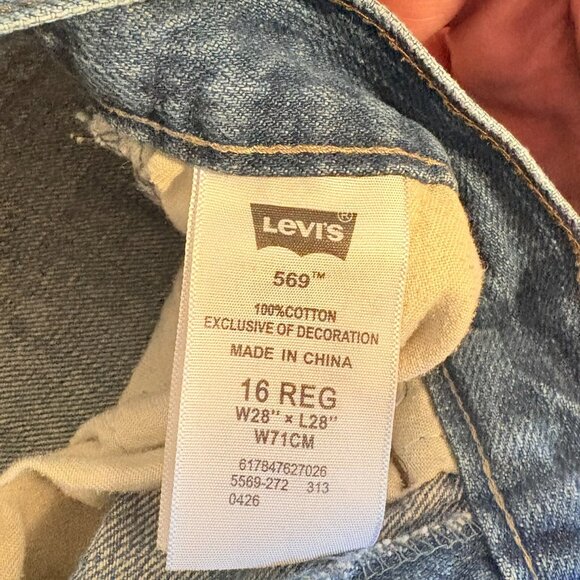 LEVI'S®
569™
100%COTTON
EXCLUSIVE OF DECORATION
MADE IN CHINA
16 REG
W28" × L28"
W71CM
617847627026
5569-272 313
0426